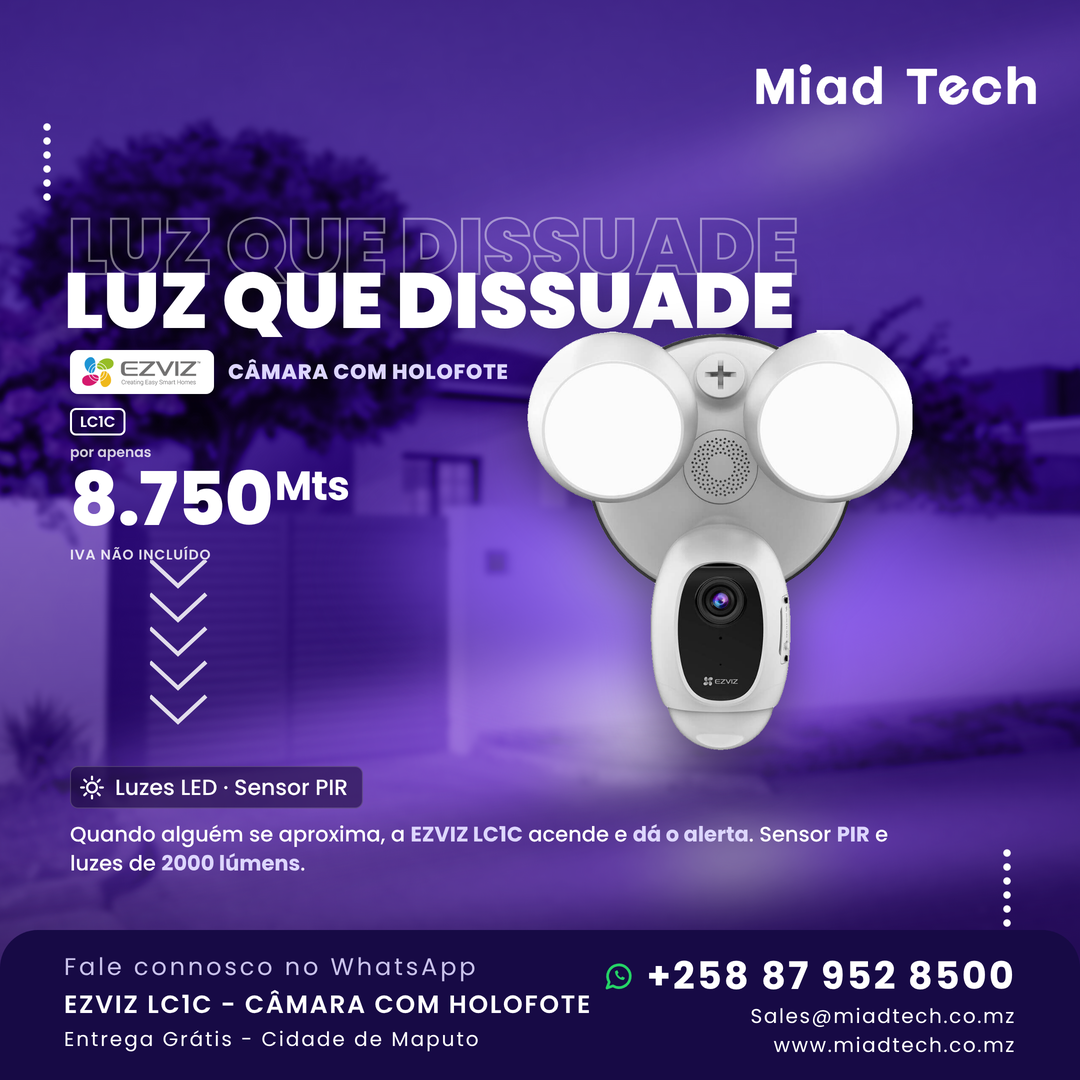 Miad Tech
LUZ QUE DISSUADE
LUZ QUE DISSUADE
EZVIZ
Creating Easy Smart Homes
CÂMARA COM HOLOFOTE
LC1C
por apenas
8.750 Mts
IVA NÃO INCLUÍDO
EZVIZ
Luzes LED · Sensor PIR
Quando alguém se aproxima, a EZVIZ LC1C acende e dá o alerta. Sensor PIR e
luzes de 2000 lúmens.
Fale connosco no WhatsApp
EZVIZ LC1C - CÂMARA COM HOLOFOTE
Entrega Grátis - Cidade de Maputo
+258 87 952 8500
Sales@miadtech.co.mz
www.miadtech.co.mz